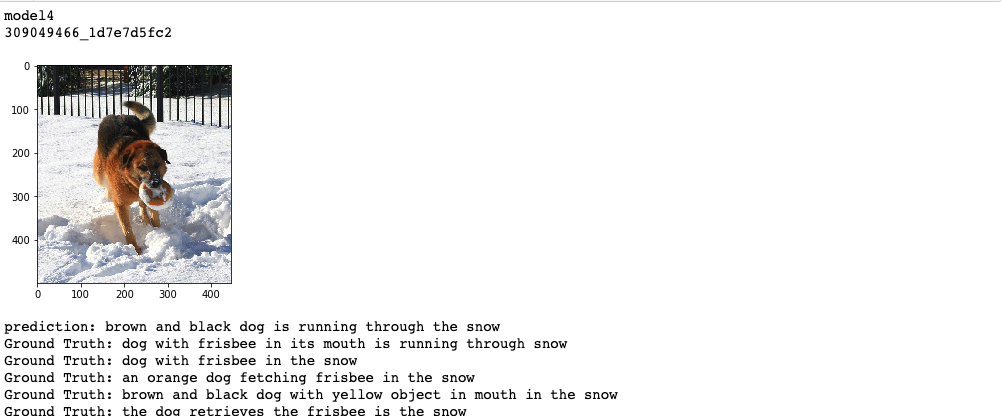 model4
309049466_1d7e7d5fc2
0
100
200
300
400
0 100 200 300 400
prediction: brown and black dog is running through the snow
Ground Truth: dog with frisbee in its mouth is running through snow
Ground Truth: dog with frisbee in the snow
Ground Truth: an orange dog fetching frisbee in the snow
Ground Truth: brown and black dog with yellow object in mouth in the snow
Ground Truth: the dog retrieves the frisbee is the snow